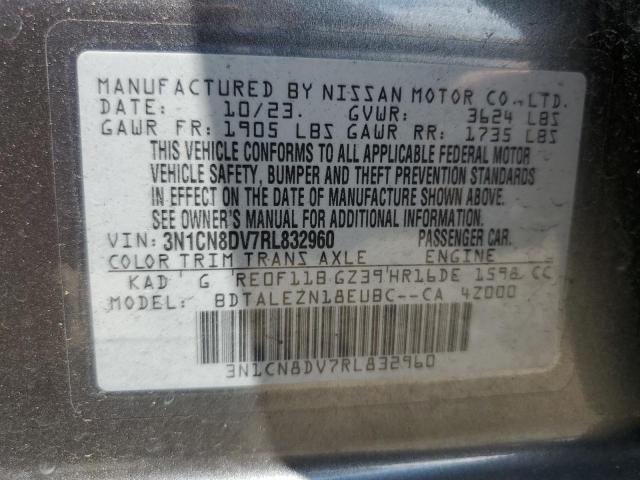 MANUFACTURED BY NISSAN MOTOR CO., LTD.
DATE: 10/23. GVWR: 3624 LBS
GAWR FR: 1905 LBS GAWR RR: 1735 LBS
THIS VEHICLE CONFORMS TO ALL APPLICABLE FEDERAL MOTOR
VEHICLE SAFETY, BUMPER AND THEFT PREVENTION STANDARDS
IN EFFECT ON THE DATE OF MANUFACTURE SHOWN ABOVE.
SEE OWNER'S MANUAL FOR ADDITIONAL INFORMATION.
VIN: 3N1CN8DV7RL832960 PASSENGER CAR.
COLOR TRIM TRANS AXLE ENGINE
KAD ' G ' RE0F11B GZ39 ' HR16DE 1598 CC
MODEL: BDTALEZN18EUBC--CA 4Z000
3N1CN8DV7RL832960